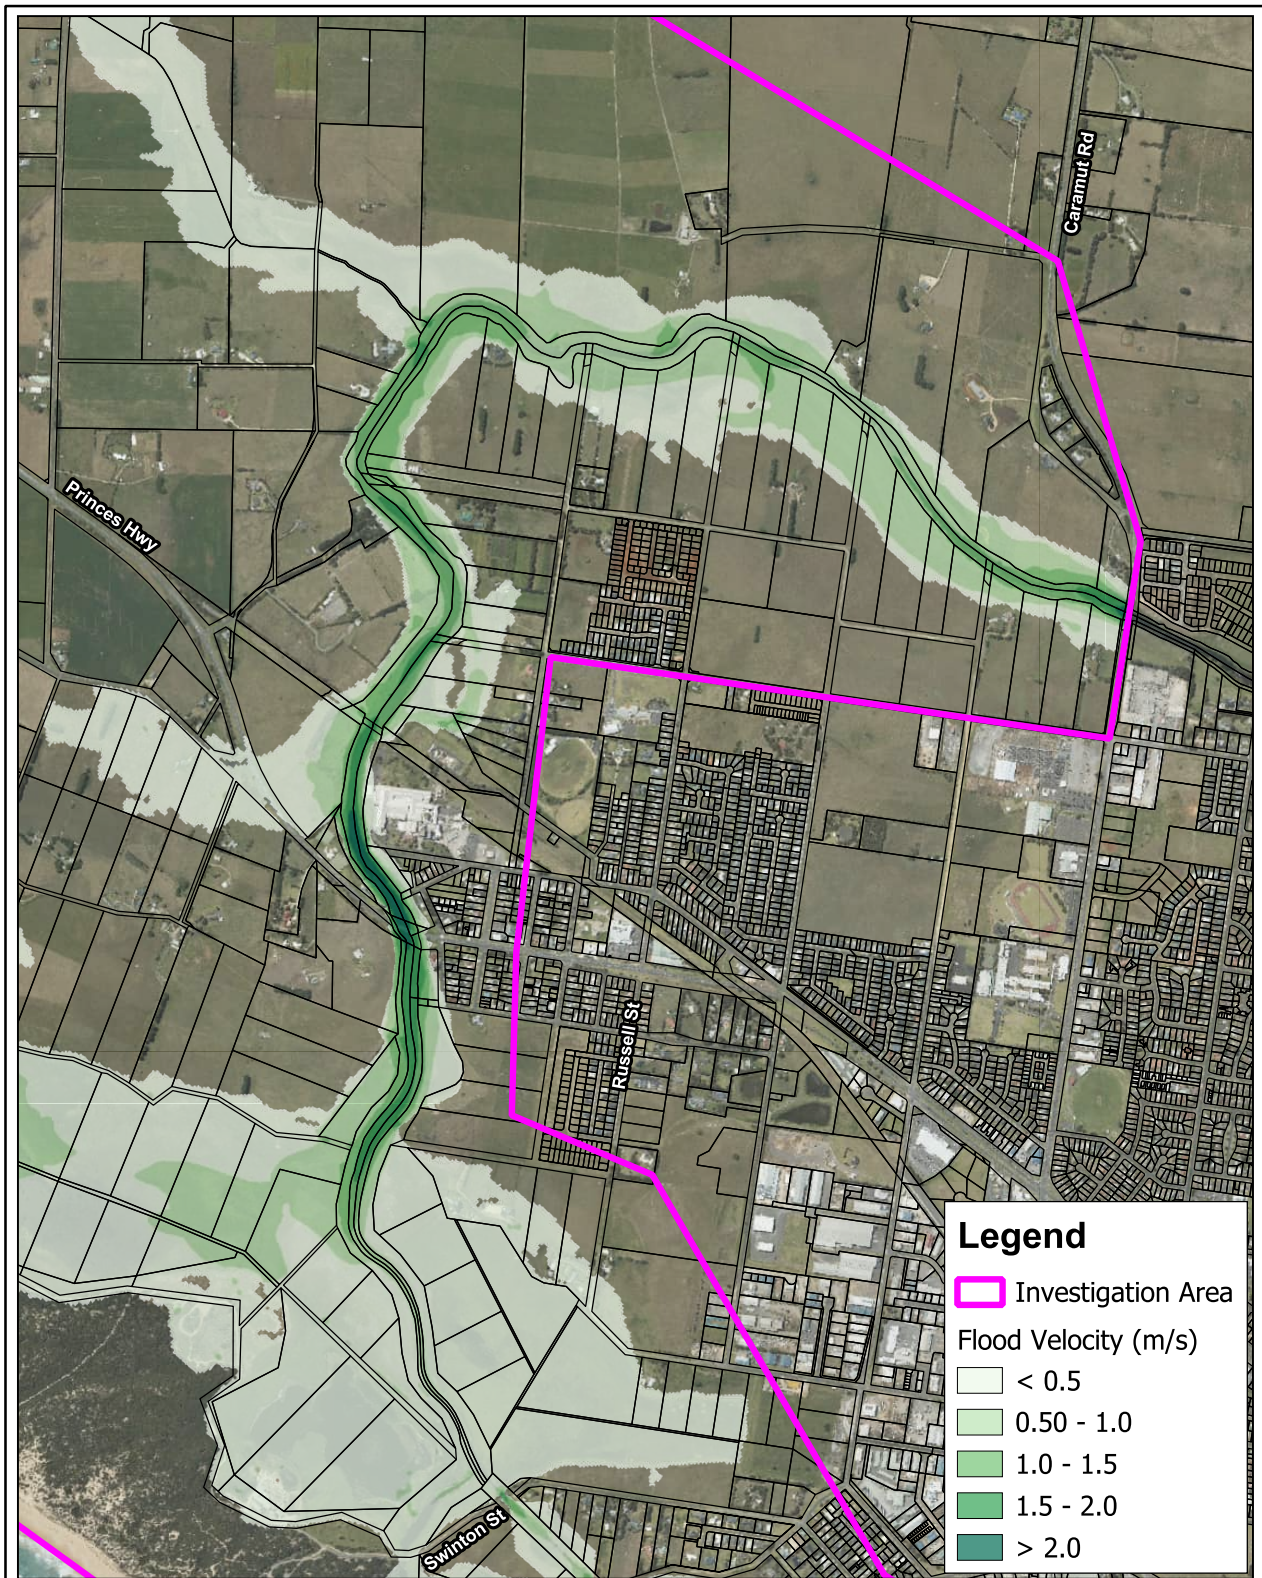 Caramut Rd
Princes Hwy
Russell St
Swinton St
Legend
Investigation Area
Flood Velocity (m/s)
< 0.5
0.50 - 1.0
1.0 - 1.5
1.5 - 2.0
> 2.0